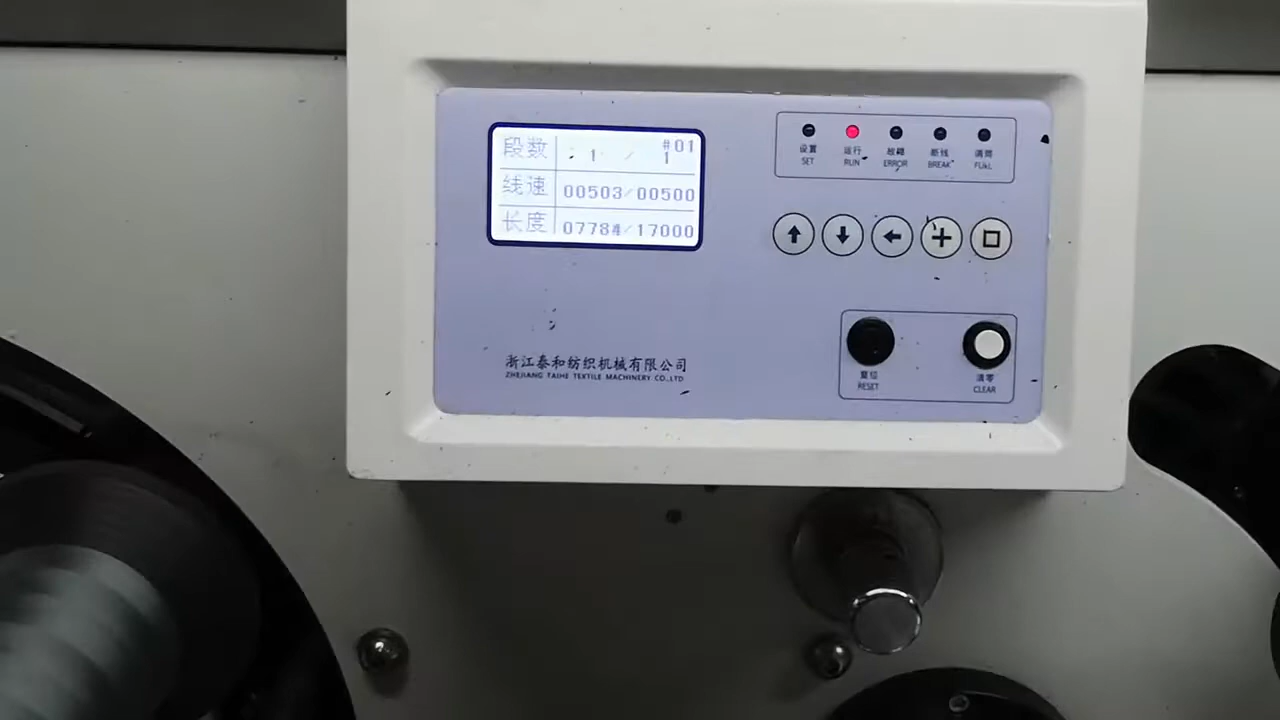 段数 1 / 1 #01
线速 00503/00500
长度 /17000
设置 运行 故障 断线 满筒
SET RUN ERROR BREAK FULL
浙江泰和纺织机械有限公司
ZHEJIANG TAIHE TEXTILE MACHINERY CO.,LTD
复位 清零
RESET CLEAR